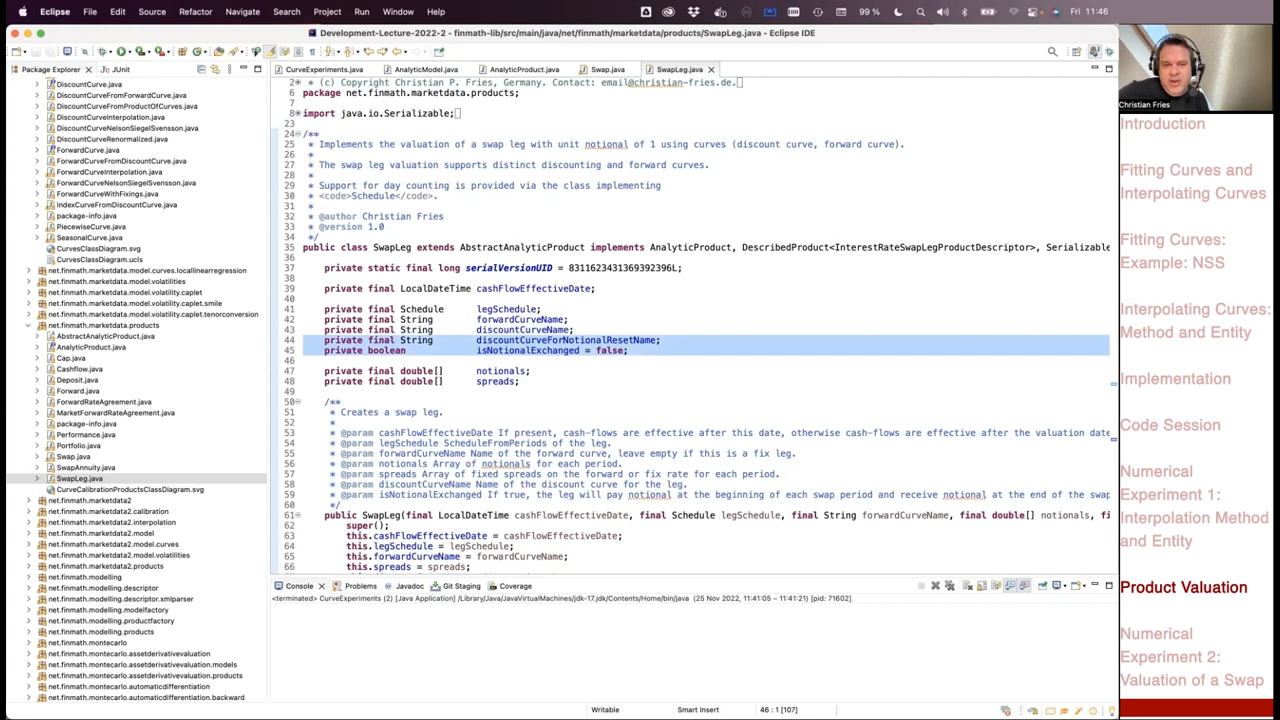 Eclipse File Edit Source Refactor Navigate Search Project Run Window Help
99 % Fri 11:46
Development-Lecture-2022-2 – finmath-lib/src/main/java/net/finmath/marketdata/products/SwapLeg.java – Eclipse IDE
Package Explorer JUnit
CurveExperiments.java AnalyticModel.java AnalyticProduct.java Swap.java SwapLeg.java
DiscountCurve.java
DiscountCurveFromForwardCurve.java
DiscountCurveFromProductOfCurves.java
DiscountCurveInterpolation.java
DiscountCurveNelsonSiegelSvensson.java
DiscountCurveRenormalized.java
ForwardCurve.java
ForwardCurveFromDiscountCurve.java
ForwardCurveInterpolation.java
ForwardCurveNelsonSiegelSvensson.java
ForwardCurveWithFixings.java
IndexCurveFromDiscountCurve.java
package-info.java
PiecewiseCurve.java
SeasonalCurve.java
CurvesClassDiagram.svg
CurvesClassDiagram.ucls
net.finmath.marketdata.model.curves.locallinearregression
net.finmath.marketdata.model.volatilities
net.finmath.marketdata.model.volatility.caplet
net.finmath.marketdata.model.volatility.caplet.smile
net.finmath.marketdata.model.volatility.caplet.tenorconversion
net.finmath.marketdata.products
AbstractAnalyticProduct.java
AnalyticProduct.java
Cap.java
Cashflow.java
Deposit.java
Forward.java
ForwardRateAgreement.java
MarketForwardRateAgreement.java
package-info.java
Performance.java
Portfolio.java
Swap.java
SwapAnnuity.java
SwapLeg.java
CurveCalibrationProductsClassDiagram.svg
net.finmath.marketdata2
net.finmath.marketdata2.calibration
net.finmath.marketdata2.interpolation
net.finmath.marketdata2.model
net.finmath.marketdata2.model.curves
net.finmath.marketdata2.model.volatilities
net.finmath.marketdata2.products
net.finmath.modelling
net.finmath.modelling.descriptor
net.finmath.modelling.descriptor.xmlparser
net.finmath.modelling.modelfactory
net.finmath.modelling.productfactory
net.finmath.modelling.products
net.finmath.montecarlo
net.finmath.montecarlo.assetderivativevaluation
net.finmath.montecarlo.assetderivativevaluation.models
net.finmath.montecarlo.assetderivativevaluation.products
net.finmath.montecarlo.automaticdifferentiation
net.finmath.montecarlo.automaticdifferentiation.backward
2 * (c) Copyright Christian P. Fries, Germany. Contact: email@christian-fries.de.
6 package net.finmath.marketdata.products;
7
8 import java.io.Serializable;
23
24 /**
25 * Implements the valuation of a swap leg with unit notional of 1 using curves (discount curve, forward curve).
26 *
27 * The swap leg valuation supports distinct discounting and forward curves.
28 *
29 * Support for day counting is provided via the class implementing
30 * <code>Schedule</code>.
31 *
32 * @author Christian Fries
33 * @version 1.0
34 */
35 public class SwapLeg extends AbstractAnalyticProduct implements AnalyticProduct, DescribedProduct<InterestRateSwapLegProductDescriptor>, Serializable
36
37 private static final long serialVersionUID = 8311623431369392396L;
38
39 private final LocalDateTime cashFlowEffectiveDate;
40
41 private final Schedule legSchedule;
42 private final String forwardCurveName;
43 private final String discountCurveName;
44 private final String discountCurveForNotionalResetName;
45 private boolean isNotionalExchanged = false;
46
47 private final double[] notionals;
48 private final double[] spreads;
49
50 /**
51 * Creates a swap leg.
52 *
53 * @param cashFlowEffectiveDate If present, cash-flows are effective after this date, otherwise cash-flows are effective after the valuation date
54 * @param legSchedule ScheduleFromPeriods of the leg.
55 * @param forwardCurveName Name of the forward curve, leave empty if this is a fix leg.
56 * @param notionals Array of notionals for each period.
57 * @param spreads Array of fixed spreads on the forward or fix rate for each period.
58 * @param discountCurveName Name of the discount curve for the leg.
59 * @param isNotionalExchanged If true, the leg will pay notional at the beginning of each swap period and receive notional at the end of the swap
60 */
61 public SwapLeg(final LocalDateTime cashFlowEffectiveDate, final Schedule legSchedule, final String forwardCurveName, final double[] notionals, fi
62 super();
63 this.cashFlowEffectiveDate = cashFlowEffectiveDate;
64 this.legSchedule = legSchedule;
65 this.forwardCurveName = forwardCurveName;
66 this.spreads = spreads;
Console Problems Javadoc Git Staging Coverage
<terminated> CurveExperiments (2) [Java Application] /Library/Java/JavaVirtualMachines/jdk-17.jdk/Contents/Home/bin/java (25 Nov 2022, 11:41:05 – 11:41:21) [pid: 71602]
Writable Smart Insert 46 : 1 [107]
Christian Fries
Introduction
Fitting Curves and
Interpolating Curves
Fitting Curves:
Example: NSS
Interpolating Curves:
Method and Entity
Implementation
Code Session
Numerical
Experiment 1:
Interpolation Method
and Entity
Product Valuation
Numerical
Experiment 2:
Valuation of a Swap